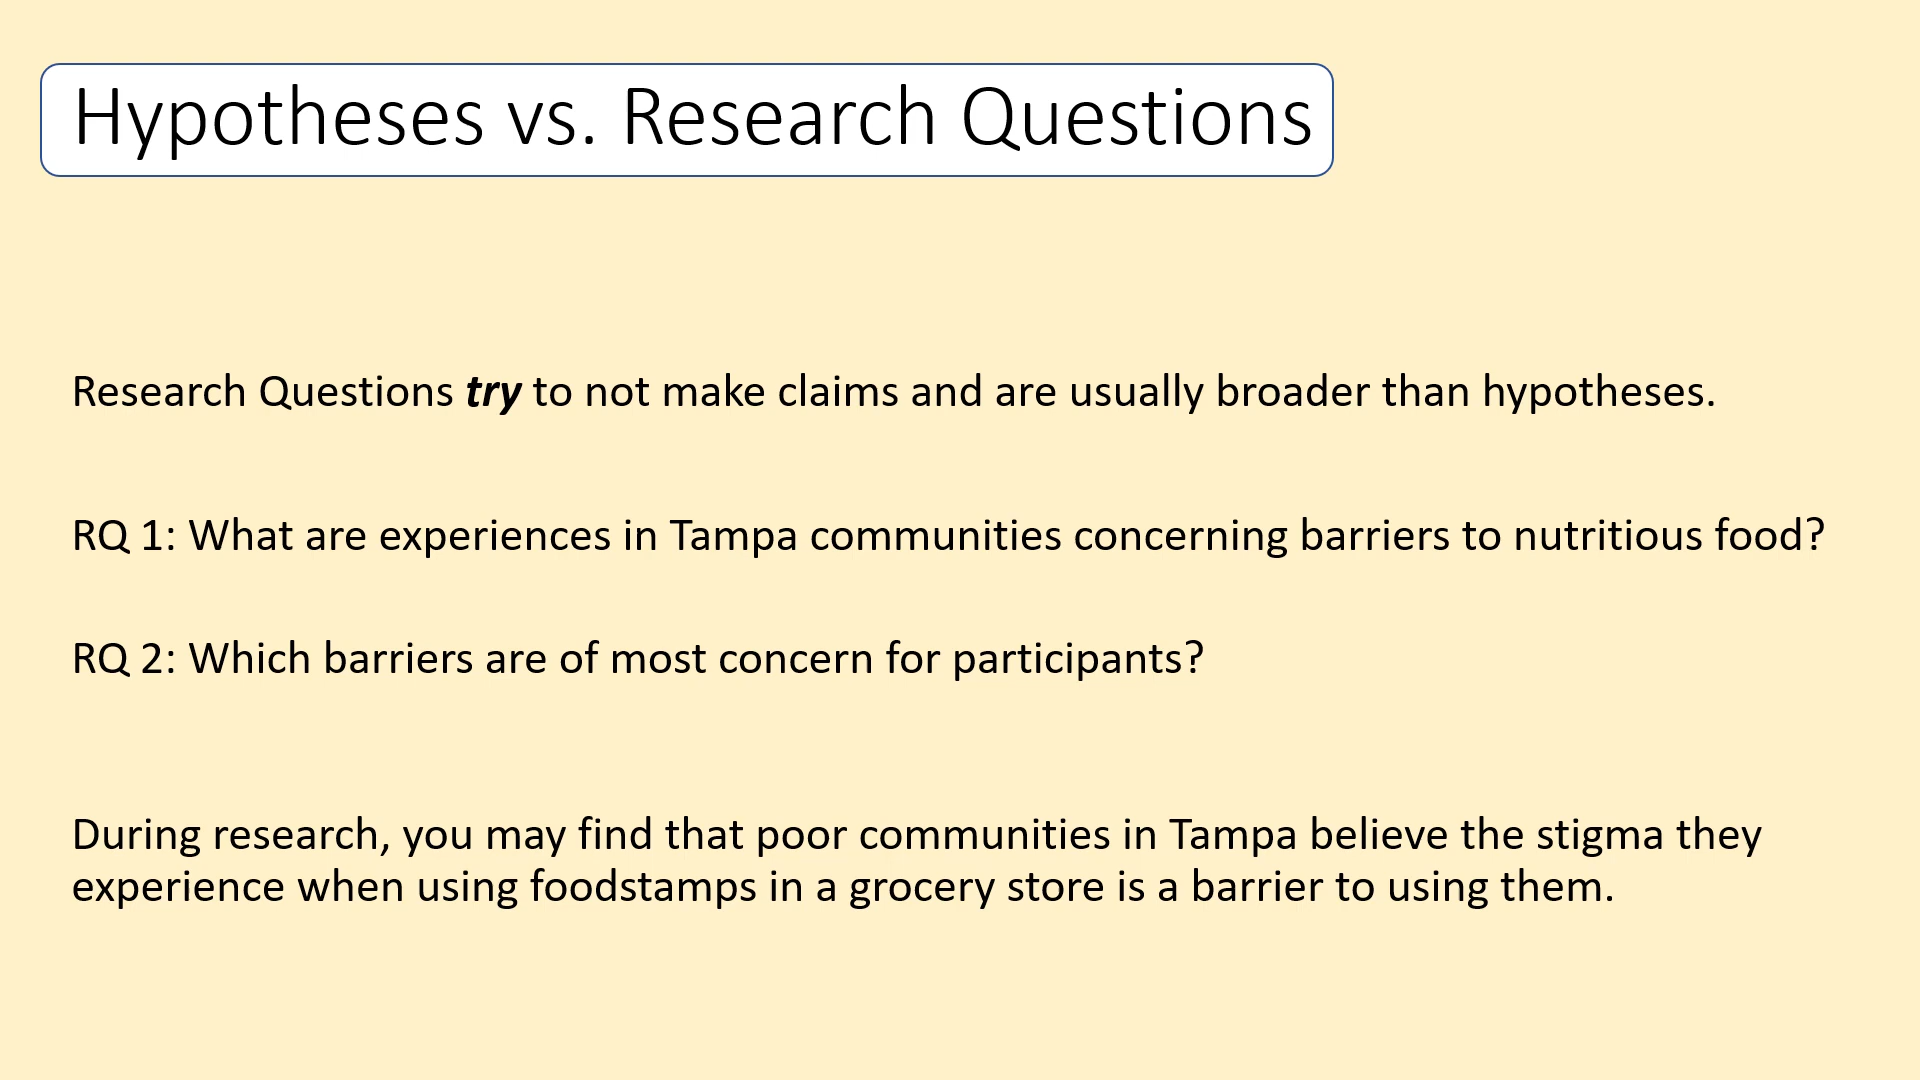 Hypotheses vs. Research Questions
Research Questions try to not make claims and are usually broader than hypotheses.
RQ 1: What are experiences in Tampa communities concerning barriers to nutritious food?
RQ 2: Which barriers are of most concern for participants?
During research, you may find that poor communities in Tampa believe the stigma they
experience when using foodstamps in a grocery store is a barrier to using them.